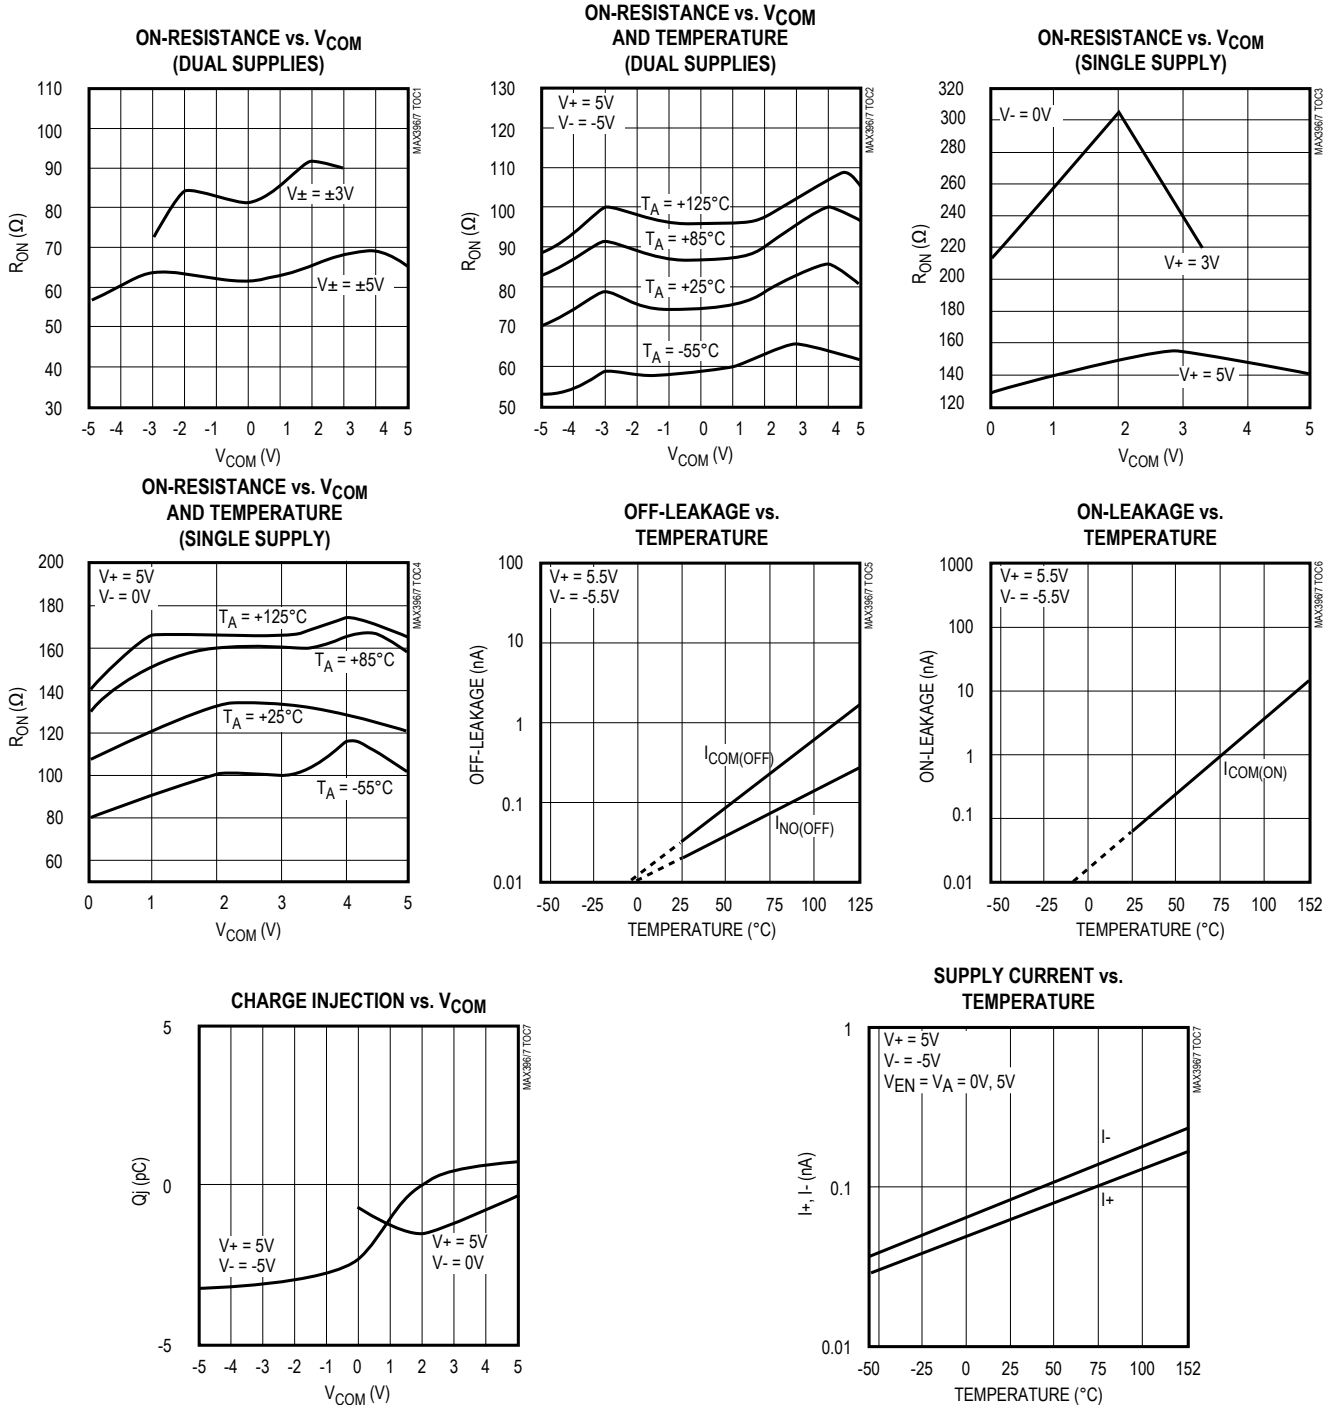 ON-RESISTANCE vs. VCOM
(DUAL SUPPLIES)
110
100
90
80
70
60
50
40
30
RON (Ω)
V± = ±3V
V± = ±5V
-5 -4 -3 -2 -1 0 1 2 3 4 5
VCOM (V)
MAX396/7 TOC1
ON-RESISTANCE vs. VCOM
AND TEMPERATURE
(DUAL SUPPLIES)
130
120
110
100
90
80
70
60
50
RON (Ω)
V+ = 5V
V- = -5V
TA = +125°C
TA = +85°C
TA = +25°C
TA = -55°C
-5 -4 -3 -2 -1 0 1 2 3 4 5
VCOM (V)
MAX396/7 TOC2
ON-RESISTANCE vs. VCOM
(SINGLE SUPPLY)
320
300
280
260
240
220
200
180
160
140
120
RON (Ω)
V- = 0V
V+ = 3V
V+ = 5V
0 1 2 3 4 5
VCOM (V)
MAX396/7 TOC3
ON-RESISTANCE vs. VCOM
AND TEMPERATURE
(SINGLE SUPPLY)
200
180
160
140
120
100
80
60
RON (Ω)
V+ = 5V
V- = 0V
TA = +125°C
TA = +85°C
TA = +25°C
TA = -55°C
0 1 2 3 4 5
VCOM (V)
MAX396/7 TOC4
OFF-LEAKAGE vs.
TEMPERATURE
100
10
1
0.1
0.01
OFF-LEAKAGE (nA)
V+ = 5.5V
V- = -5.5V
ICOM(OFF)
INO(OFF)
-50 -25 0 25 50 75 100 125
TEMPERATURE (°C)
MAX396/7 TOC5
ON-LEAKAGE vs.
TEMPERATURE
1000
100
10
1
0.1
0.01
ON-LEAKAGE (nA)
V+ = 5.5V
V- = -5.5V
ICOM(ON)
-50 -25 0 25 50 75 100 152
TEMPERATURE (°C)
MAX396/7 TOC6
CHARGE INJECTION vs. VCOM
5
0
-5
Qj (pC)
V+ = 5V
V- = -5V
V+ = 5V
V- = 0V
-5 -4 -3 -2 -1 0 1 2 3 4 5
VCOM (V)
MAX396/7 TOC7
SUPPLY CURRENT vs.
TEMPERATURE
1
0.1
0.01
I+, I- (nA)
V+ = 5V
V- = -5V
VEN = VA = 0V, 5V
I-
I+
-50 -25 0 25 50 75 100 152
TEMPERATURE (°C)
MAX396/7 TOC7